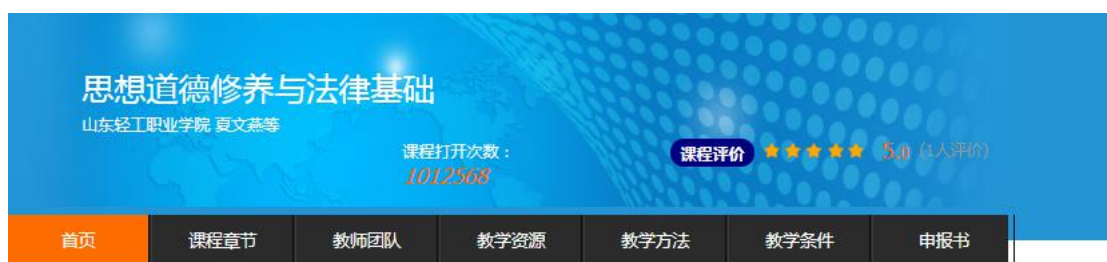 思想道德修养与法律基础
山东轻工职业学院 夏文燕等
课程打开次数：
1012568
课程评价 5.0 (1人评价)
首页 课程章节 教师团队 教学资源 教学方法 教学条件 申报书